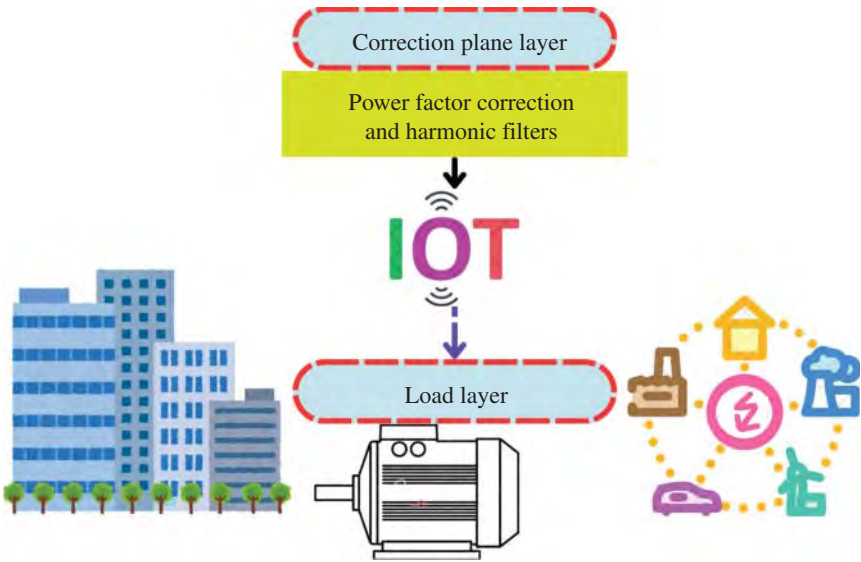 Correction plane layer
Power factor correction
and harmonic filters
IOT
Load layer